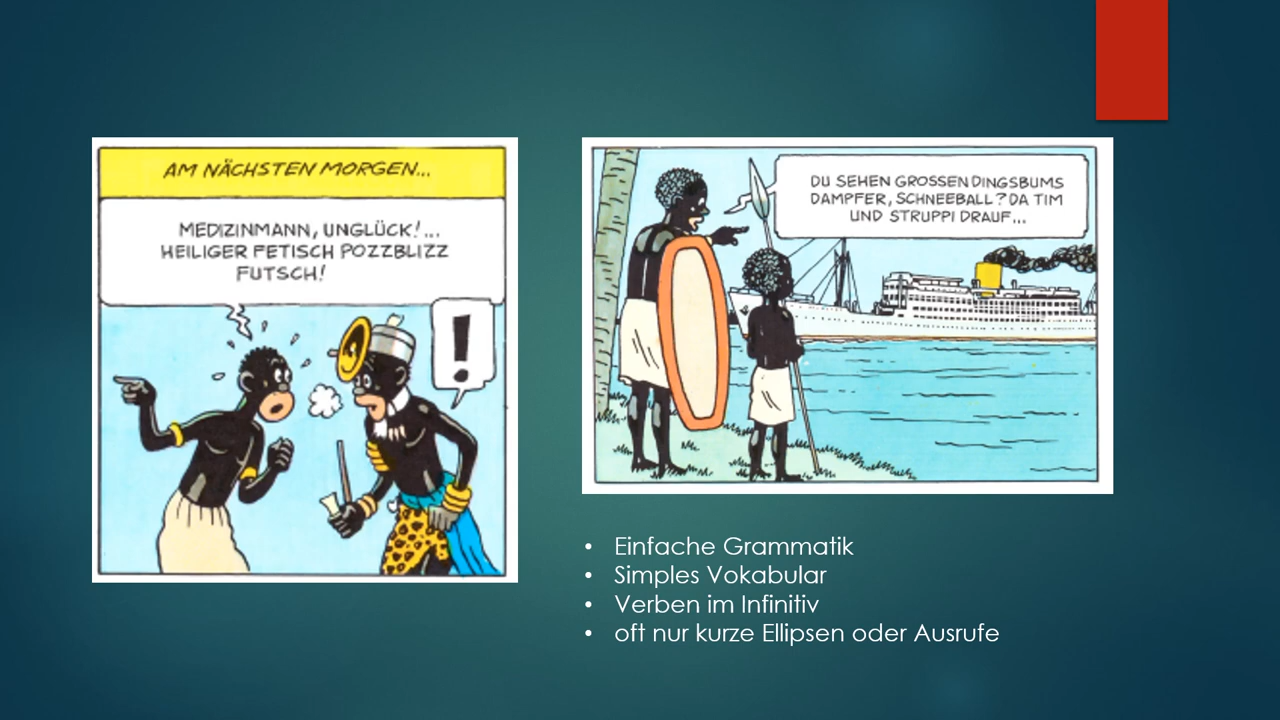 AM NÄCHSTEN MORGEN...
MEDIZINMANN, UNGLÜCK!...
HEILIGER FETISCH POZZBLIZZ
FUTSCH!
!
DU SEHEN GROSSEN DINGSBUMS
DAMPFER, SCHNEEBALL? DA TIM
UND STRUPPI DRAUF...
• Einfache Grammatik
• Simples Vokabular
• Verben im Infinitiv
• oft nur kurze Ellipsen oder Ausrufe